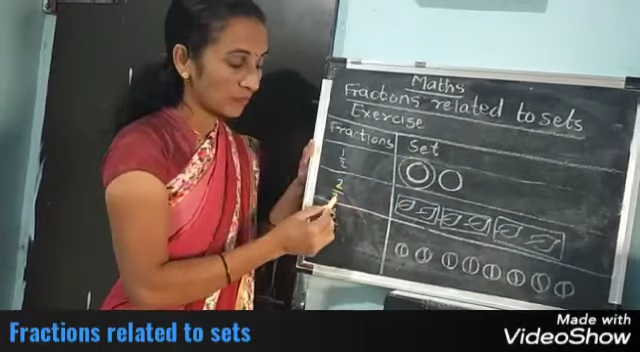 Maths
Fractions related to sets
Exercise
Fractions Set
1/2
2
Fractions related to sets
Made with
VideoShow